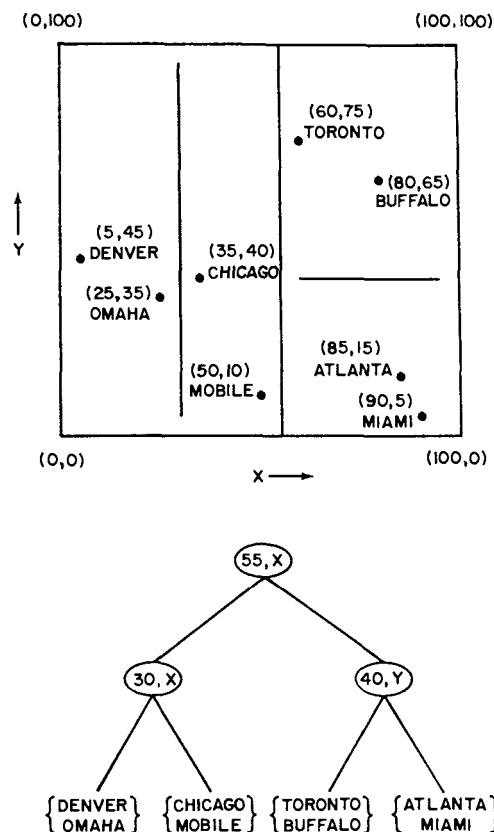 (0,100) (100,100)
(60,75)
TORONTO
(80,65)
BUFFALO
Y
(5,45)
DENVER
(35,40)
CHICAGO
(25,35)
OMAHA
(85,15)
ATLANTA
(50,10)
MOBILE
(90,5)
MIAMI
(0,0) X (100,0)
55,X
30,X 40,Y
{DENVER OMAHA} {CHICAGO MOBILE} {TORONTO BUFFALO} {ATLANTA MIAMI}